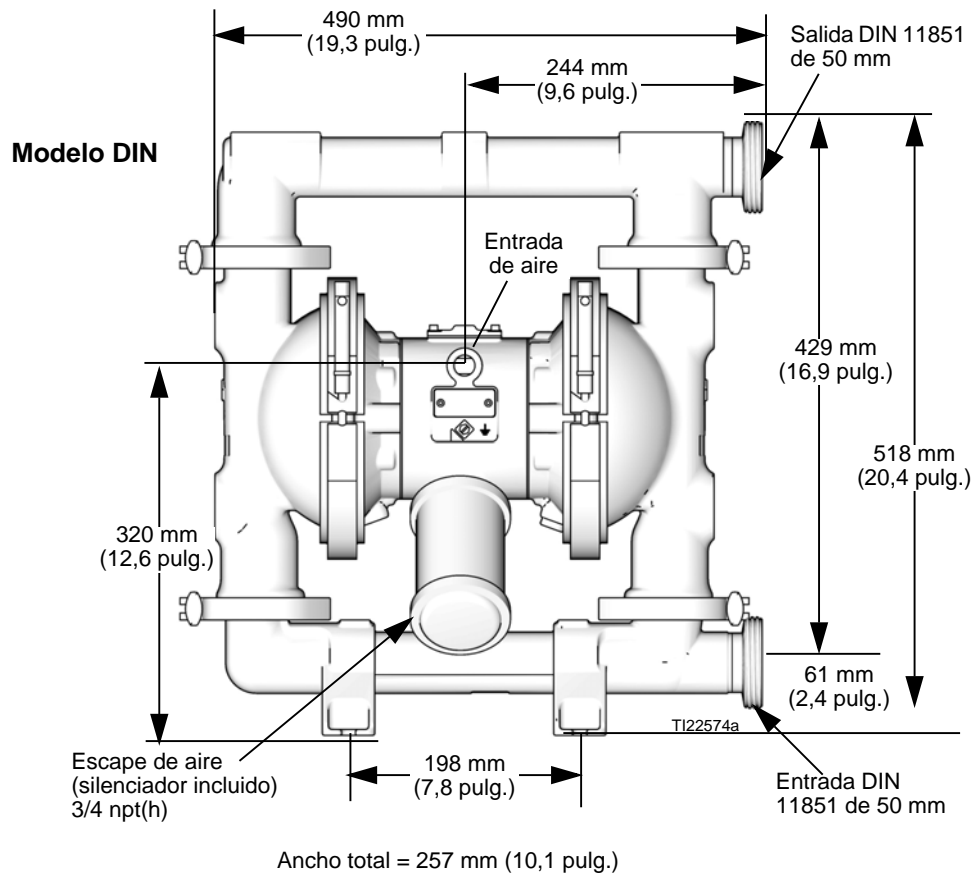 490 mm
(19,3 pulg.)
Salida DIN 11851
de 50 mm
244 mm
(9,6 pulg.)
Modelo DIN
Entrada
de aire
429 mm
(16,9 pulg.)
518 mm
(20,4 pulg.)
320 mm
(12,6 pulg.)
61 mm
(2,4 pulg.)
TI22574a
Escape de aire
(silenciador incluido)
3/4 npt(h)
198 mm
(7,8 pulg.)
Entrada DIN
11851 de 50 mm
Ancho total = 257 mm (10,1 pulg.)